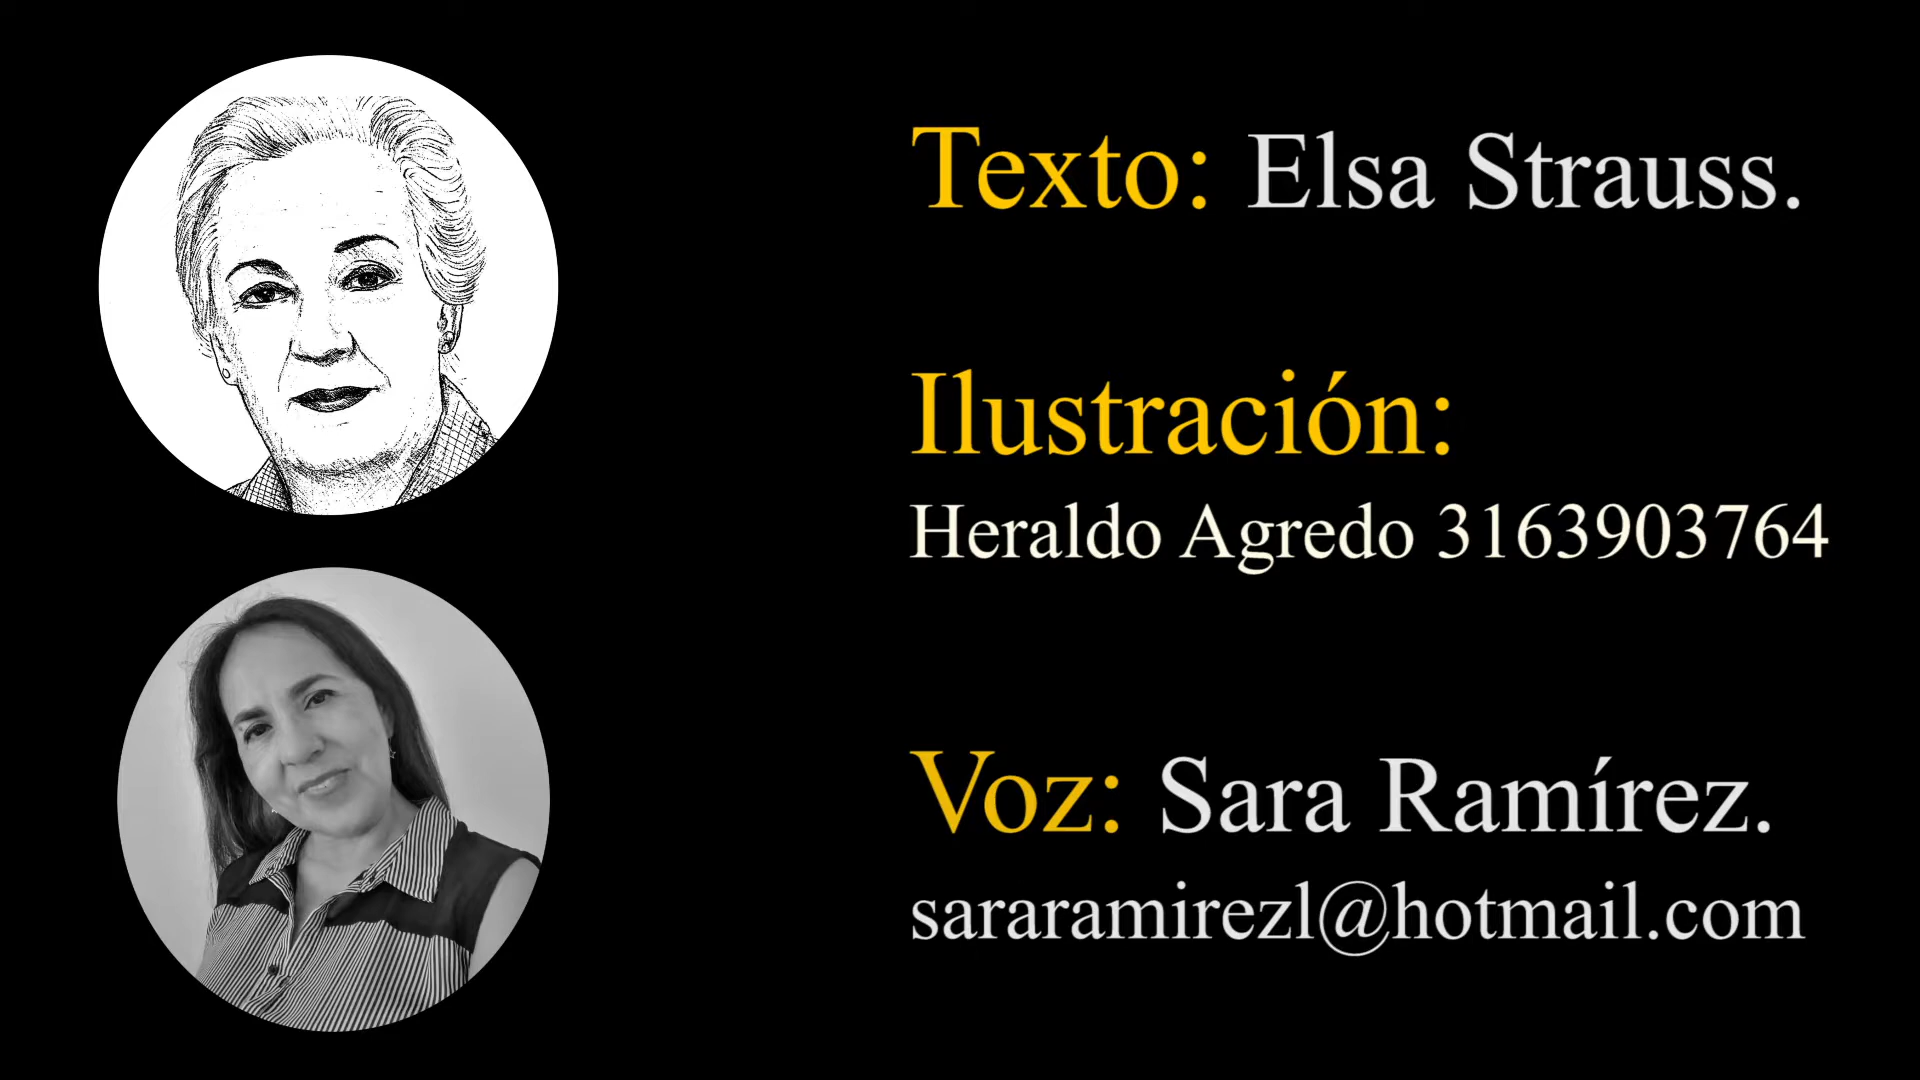 Texto: Elsa Strauss.
Ilustración:
Heraldo Agredo 3163903764
Voz: Sara Ramírez.
sararamirezl@hotmail.com